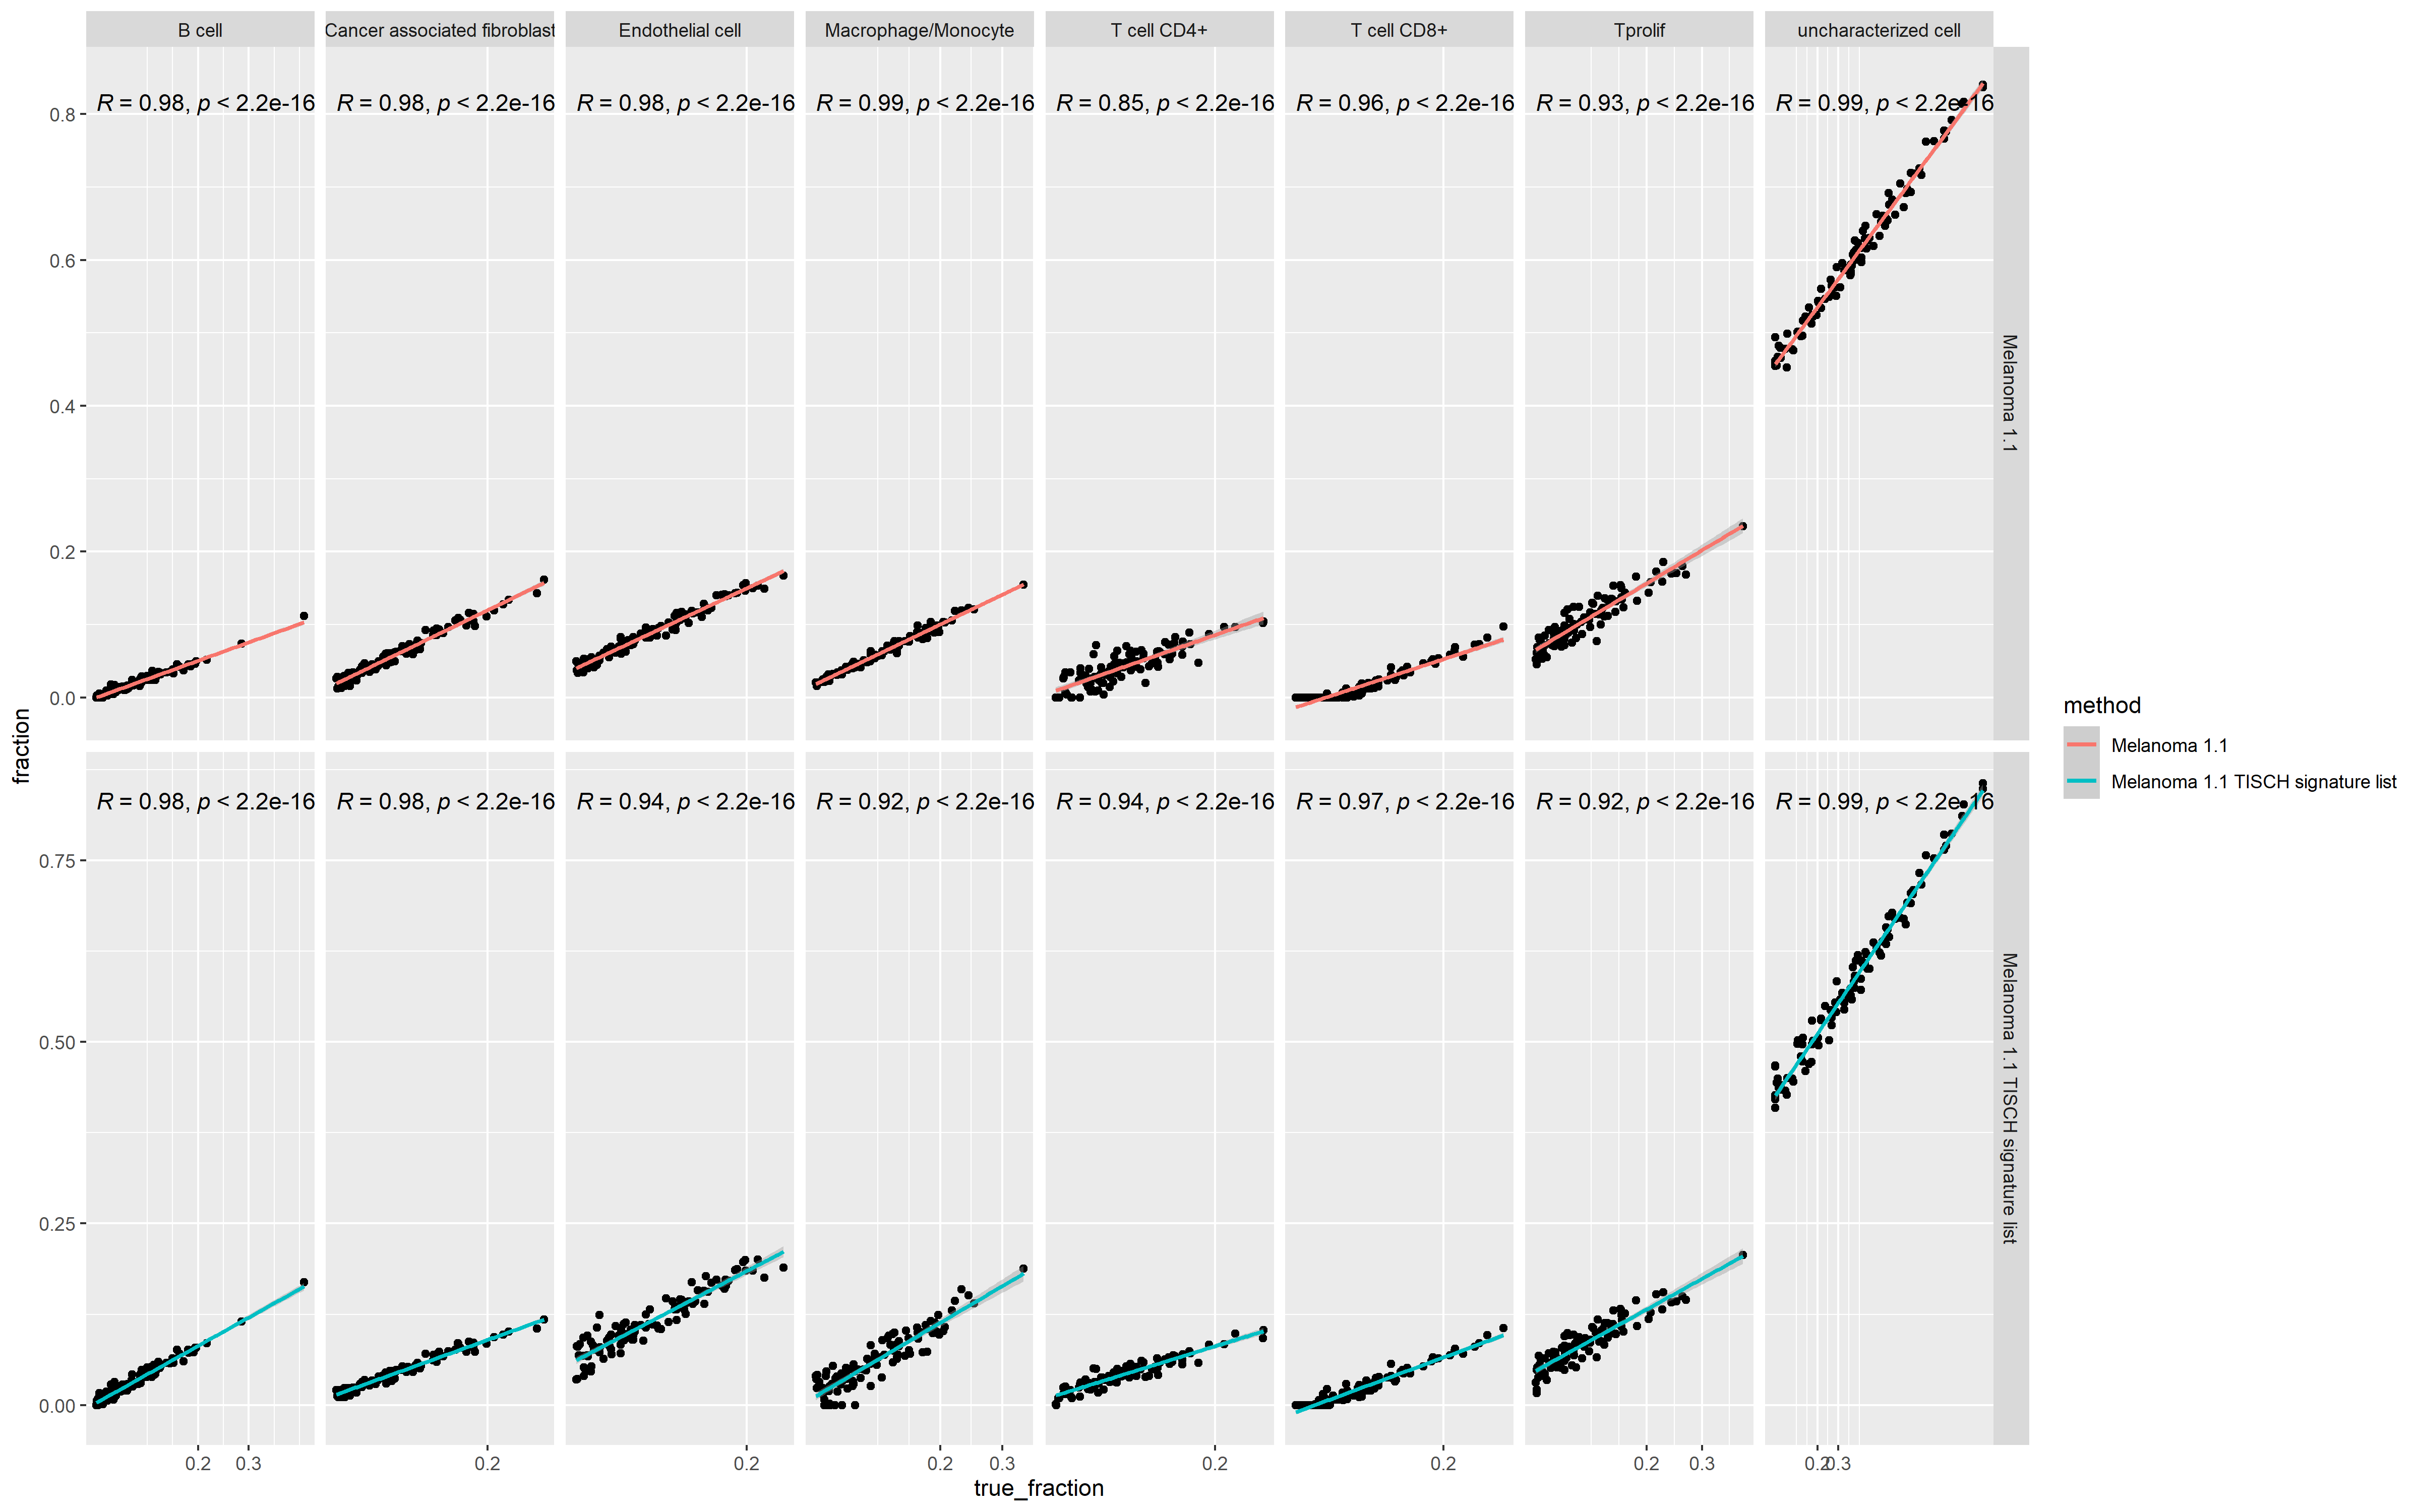 B cell
Cancer associated fibroblast
Endothelial cell
Macrophage/Monocyte
T cell CD4+
T cell CD8+
Tprolif
uncharacterized cell
R = 0.98, p < 2.2e-16
R = 0.98, p < 2.2e-16
R = 0.98, p < 2.2e-16
R = 0.99, p < 2.2e-16
R = 0.85, p < 2.2e-16
R = 0.96, p < 2.2e-16
R = 0.93, p < 2.2e-16
R = 0.99, p < 2.2e-16
0.8
0.6
0.4
0.2
0.0
Melanoma 1.1
fraction
R = 0.98, p < 2.2e-16
R = 0.98, p < 2.2e-16
R = 0.94, p < 2.2e-16
R = 0.92, p < 2.2e-16
R = 0.94, p < 2.2e-16
R = 0.97, p < 2.2e-16
R = 0.92, p < 2.2e-16
R = 0.99, p < 2.2e-16
0.75
0.50
0.25
0.00
Melanoma 1.1 TISCH signature list
0.2 0.3
0.2
0.2
0.2 0.3
0.2
0.2
0.2 0.3
0.2 0.3
true_fraction
method
Melanoma 1.1
Melanoma 1.1 TISCH signature list